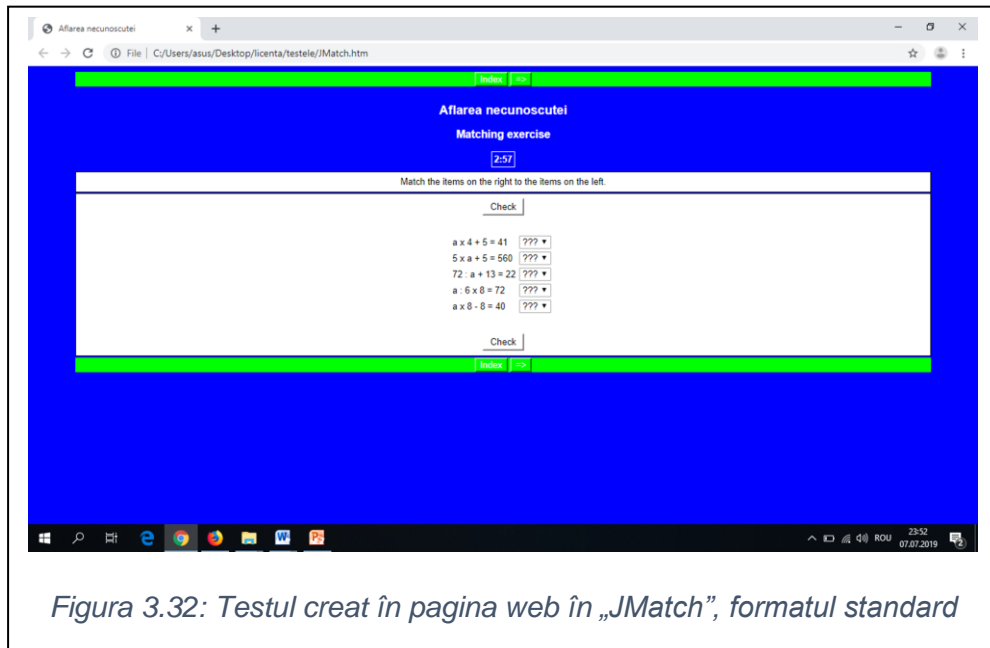 Aflarea necunoscutei
File | C:/Users/asus/Desktop/licenta/testele/JMatch.htm
Index =>
Aflarea necunoscutei
Matching exercise
2:57
Match the items on the right to the items on the left.
Check
a x 4 + 5 = 41 ???
5 x a + 5 = 560 ???
72 : a + 13 = 22 ???
a : 6 x 8 = 72 ???
a x 8 - 8 = 40 ???
Check
Index =>
ROU 23:52
07.07.2019
Figura 3.32: Testul creat în pagina web în „JMatch”, formatul standard